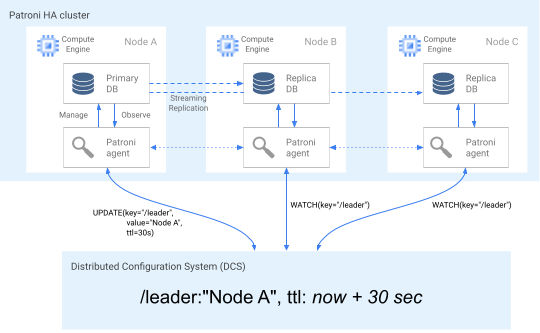 Patroni HA cluster
Compute
Engine
Node A
Compute
Engine
Node B
Compute
Engine
Node C
Primary
DB
Replica
DB
Replica
DB
Streaming
Replication
Manage
Observe
Patroni
agent
Patroni
agent
Patroni
agent
UPDATE(key="/leader",
value="Node A",
ttl=30s)
WATCH(key="/leader")
WATCH(key="/leader")
Distributed Configuration System (DCS)
/leader:"Node A", ttl: now + 30 sec